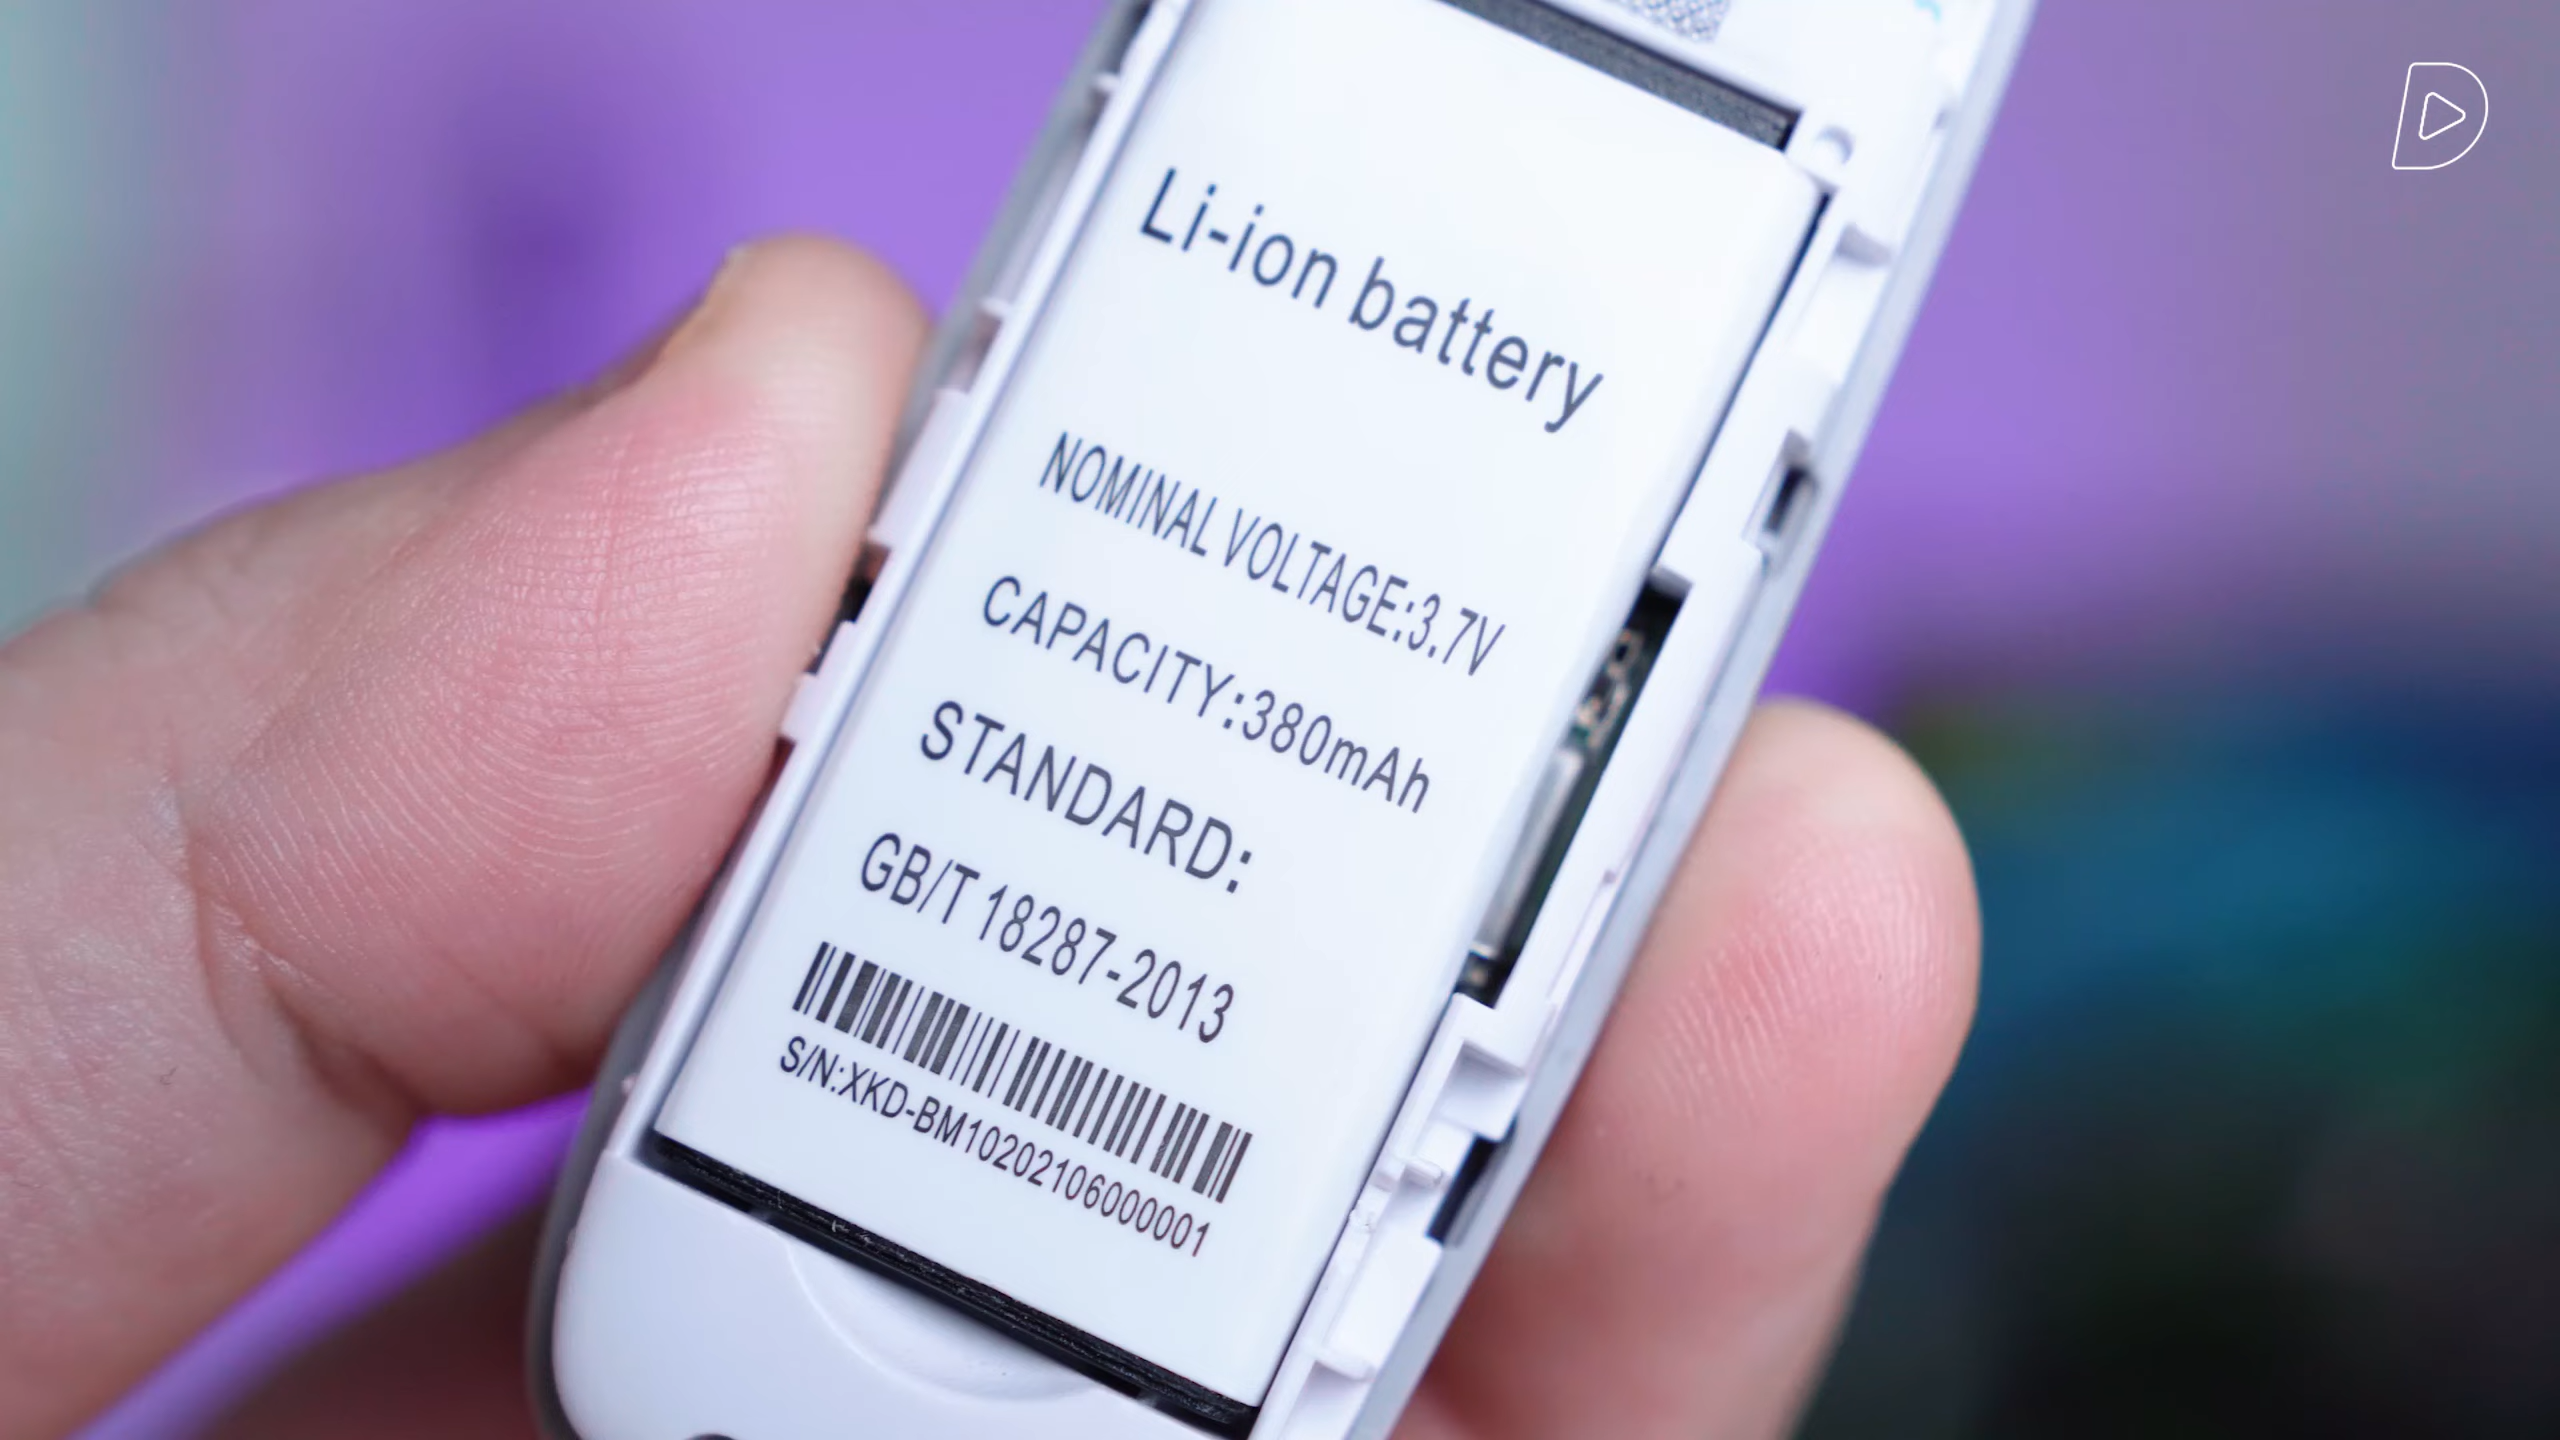 Li-ion battery
NOMINAL VOLTAGE:3.7V
CAPACITY:380mAh
STANDARD:
GB/T 18287-2013
S/N:XKD-BM10202106000001